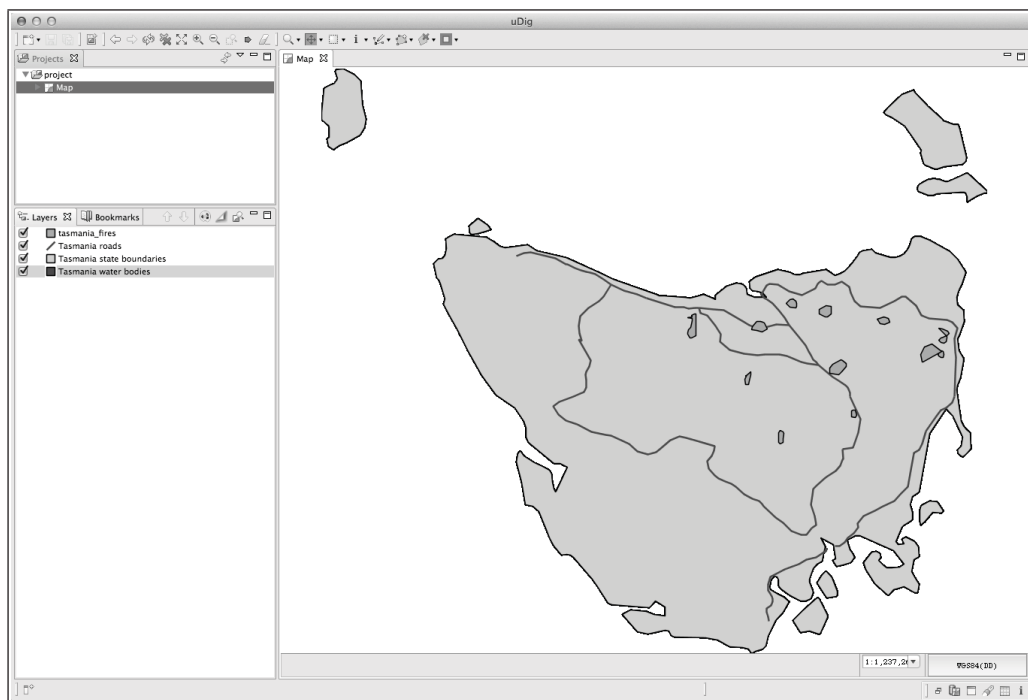 uDig
Projects
project
Map
Layers
Bookmarks
tasmania_fires
Tasmania roads
Tasmania state boundaries
Tasmania water bodies
Map
WGS84(DD)